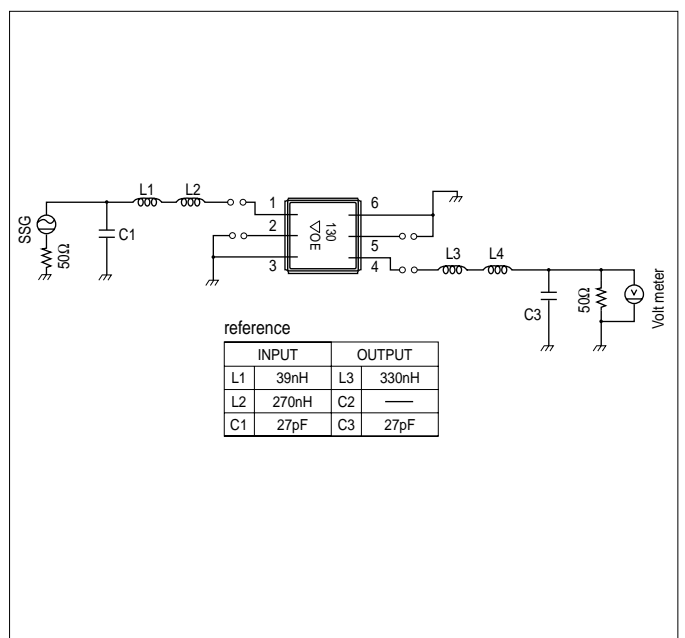 L1 L2
1 6
SSG
50Ω
C1
2
130
▽OE
5
3
4
L3 L4
C3
50Ω
V
Volt meter
reference
INPUT OUTPUT
L1 39nH L3 330nH
L2 270nH C2 —
C1 27pF C3 27pF